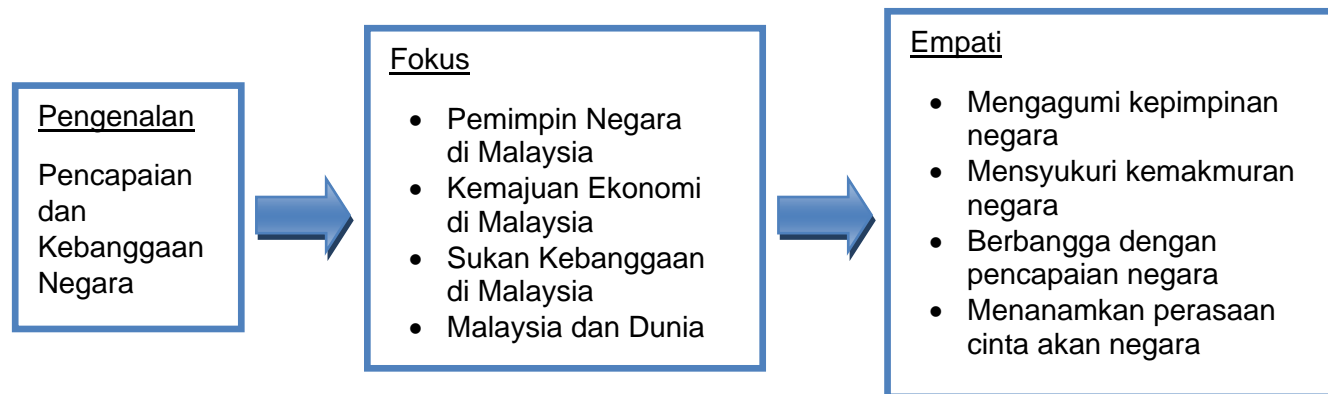 Pengenalan
Pencapaian
dan
Kebanggaan
Negara
Fokus
• Pemimpin Negara
di Malaysia
• Kemajuan Ekonomi
di Malaysia
• Sukan Kebanggaan
di Malaysia
• Malaysia dan Dunia
Empati
• Mengagumi kepimpinan
negara
• Mensyukuri kemakmuran
negara
• Berbangga dengan
pencapaian negara
• Menanamkan perasaan
cinta akan negara